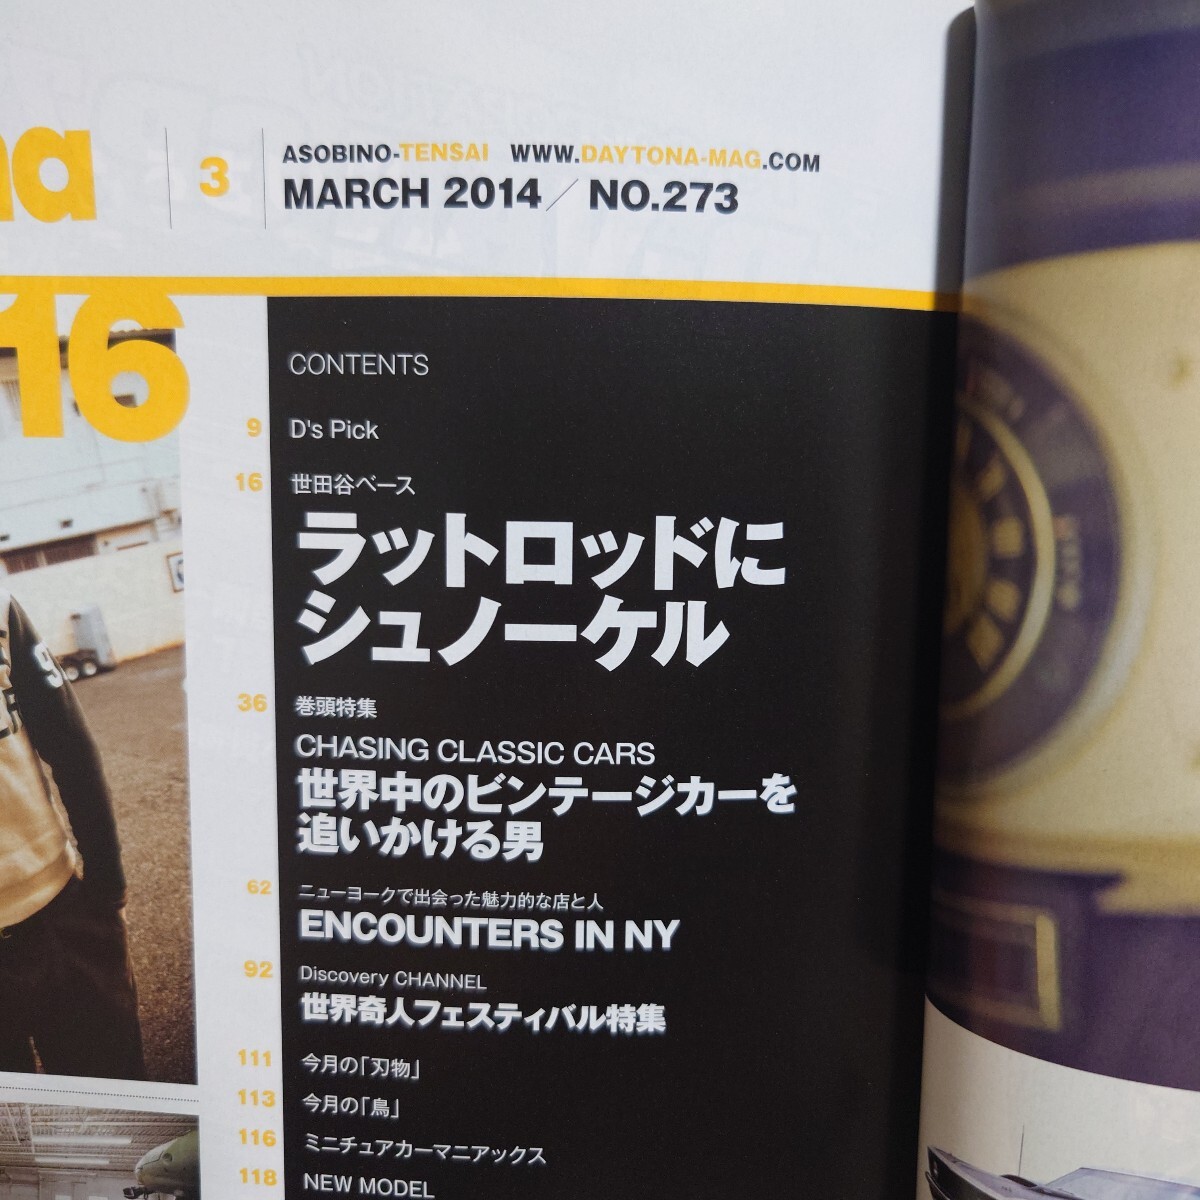 na
3
ASOBINO-TENSAI WWW.DAYTONA-MAG.COM
MARCH 2014／NO.273
16
CONTENTS
9 D's Pick
16 世田谷ベース
ラットロッドに
シュノーケル
36 巻頭特集
CHASING CLASSIC CARS
世界中のビンテージカーを
追いかける男
62 ニューヨークで出会った魅力的な店と人
ENCOUNTERS IN NY
92 Discovery CHANNEL
世界奇人フェスティバル特集
111 今月の「刃物」
113 今月の「鳥」
116 ミニチュアカーマニアックス
118 NEW MODEL